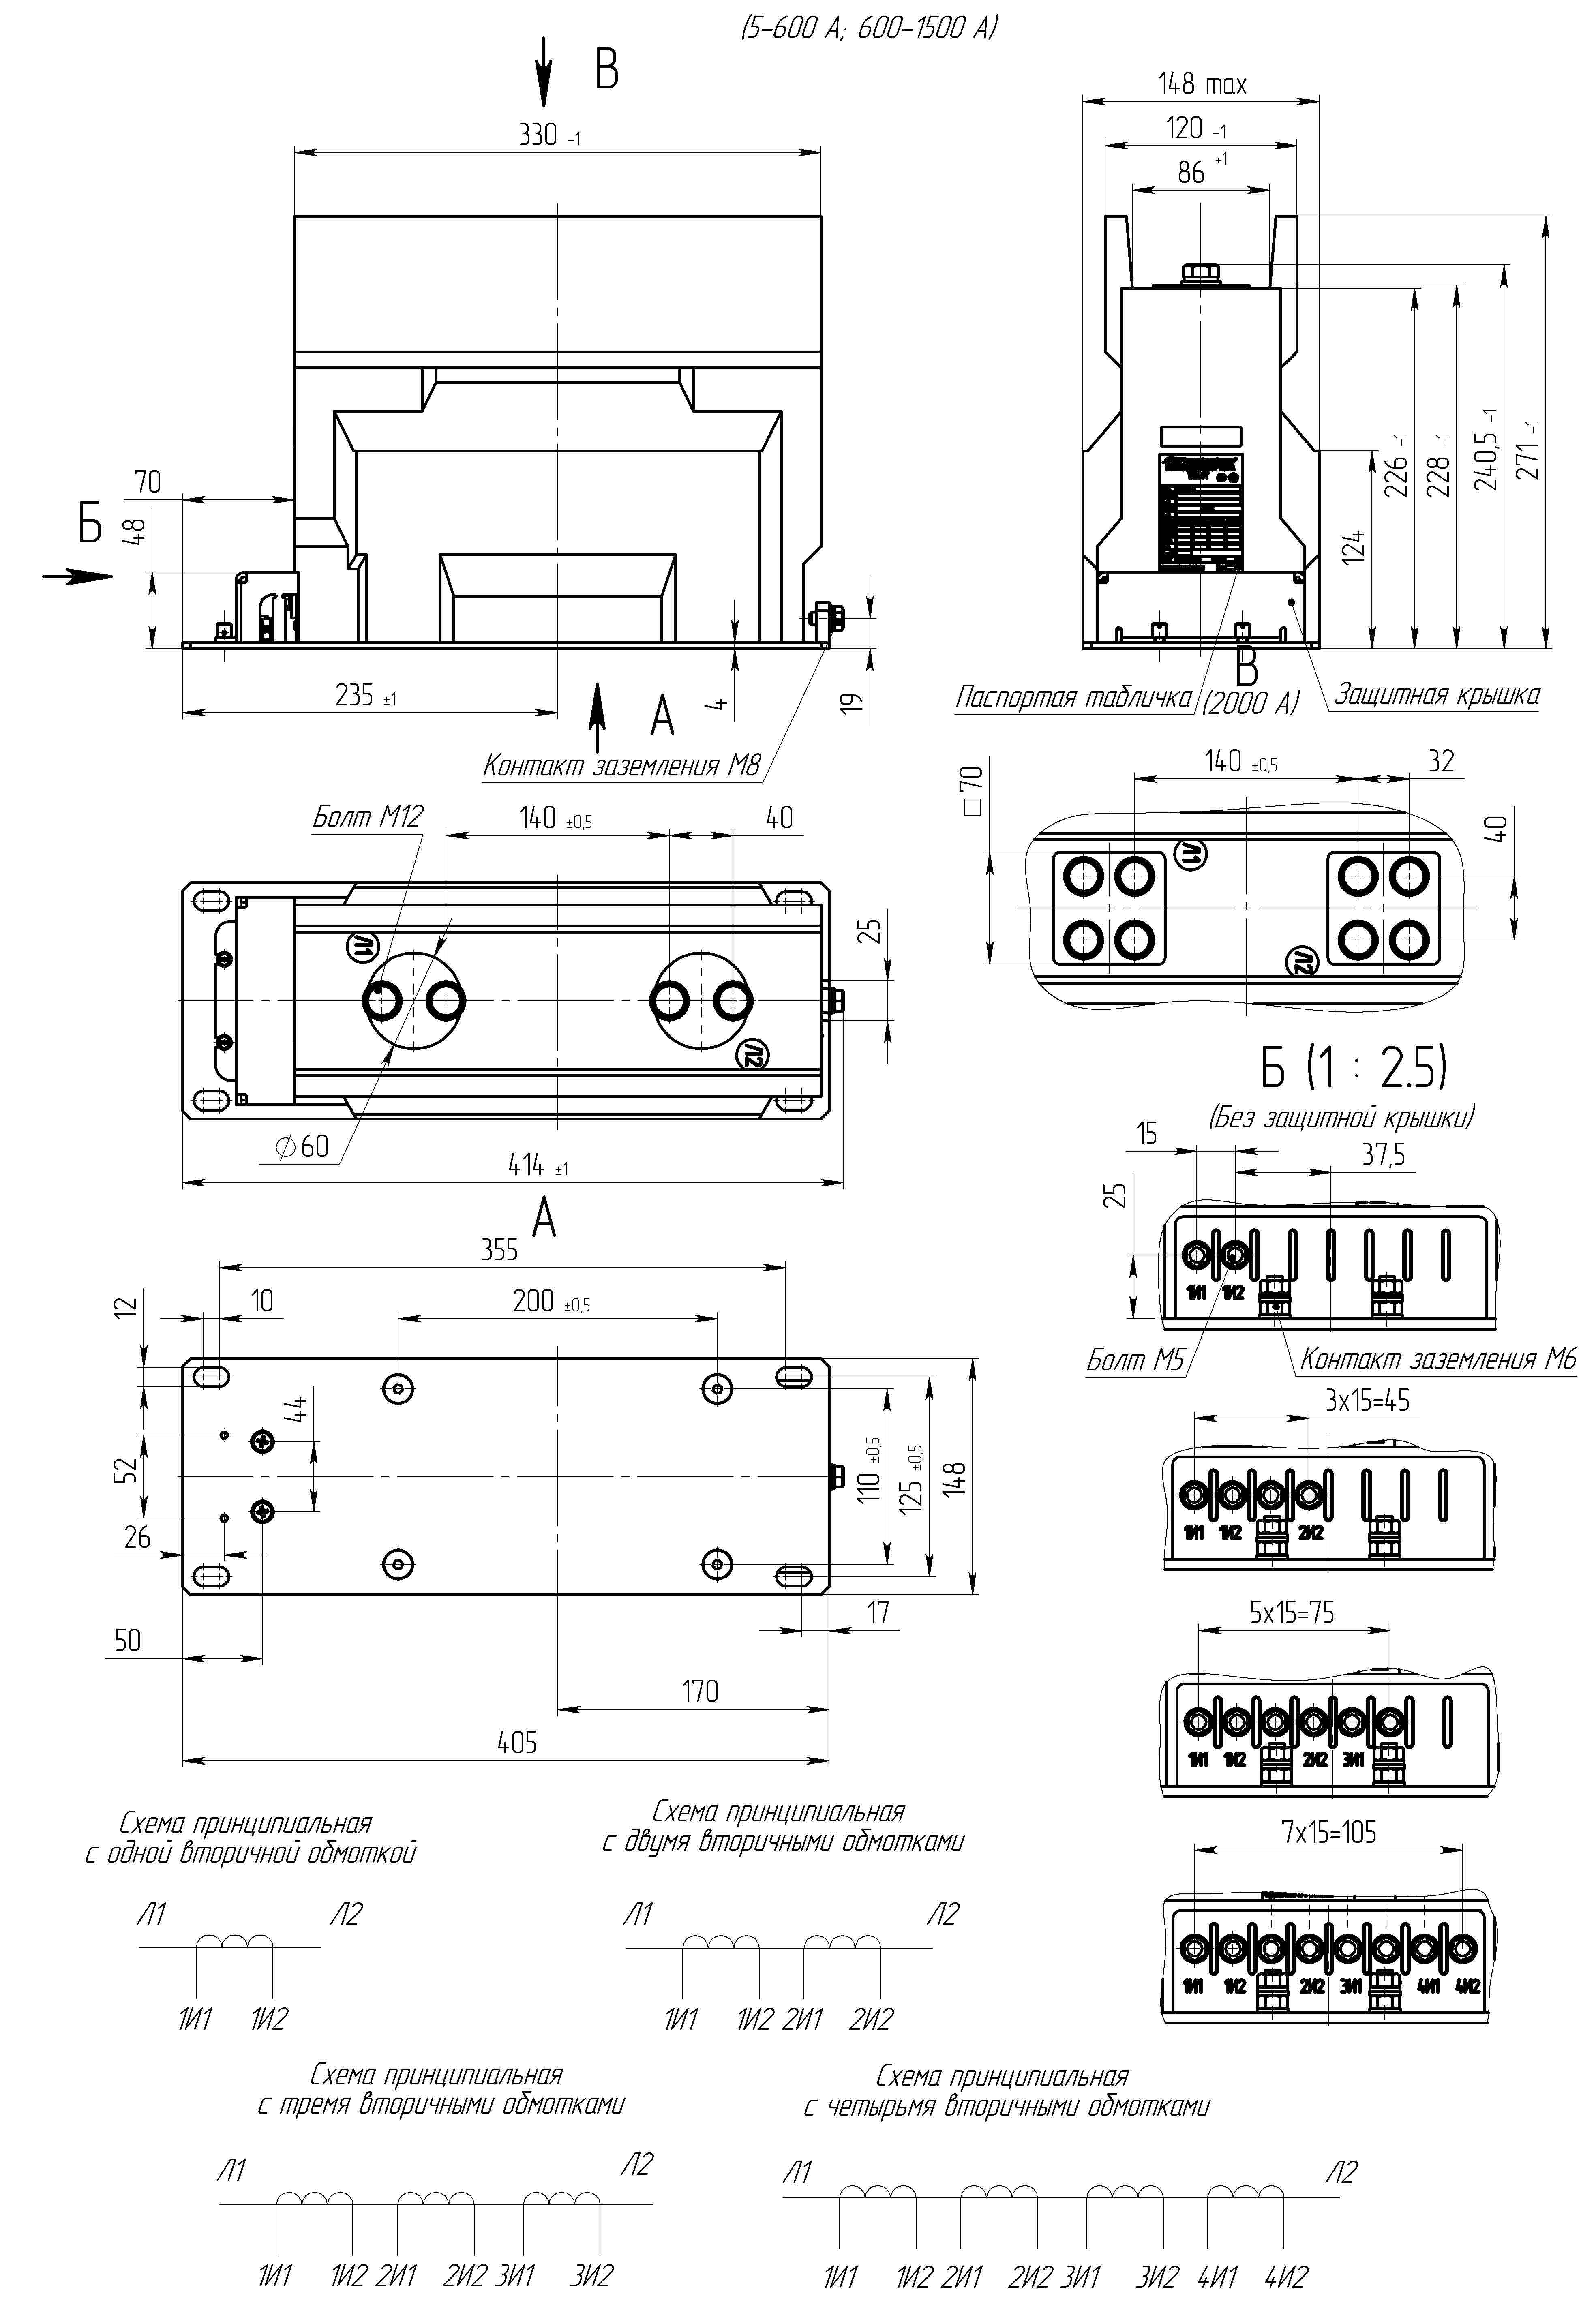 (5-600 А; 600-1500 А)
В
330 -1
148 max
120 -1
86 +1
70
48
Б
226 -1
228 -1
240,5 -1
271 -1
124
235 ±1
А
4
19
Контакт заземления М8
Паспортная табличка
В
(2000 А)
Защитная крышка
Болт М12
140 ±0,5
40
Л1
Л2
25
⌀60
414 ±1
□70
140 ±0,5
32
40
Л1
Л2
А
355
12
10
200 ±0,5
44
52
26
50
110 ±0,5
125 ±0,5
148
17
170
405
Б (1 : 2.5)
(Без защитной крышки)
15
37,5
25
1И1 1И2
Болт М5
Контакт заземления М6
3х15=45
1И1 1И2 2И2
5х15=75
1И1 1И2 2И2 3И1
7х15=105
1И1 1И2 2И2 3И1 4И1 4И2
Схема принципиальная
с одной вторичной обмоткой
Л1 Л2
1И1 1И2
Схема принципиальная
с двумя вторичными обмотками
Л1 Л2
1И1 1И2 2И1 2И2
Схема принципиальная
с тремя вторичными обмотками
Л1 Л2
1И1 1И2 2И1 2И2 3И1 3И2
Схема принципиальная
с четырьмя вторичными обмотками
Л1 Л2
1И1 1И2 2И1 2И2 3И1 3И2 4И1 4И2